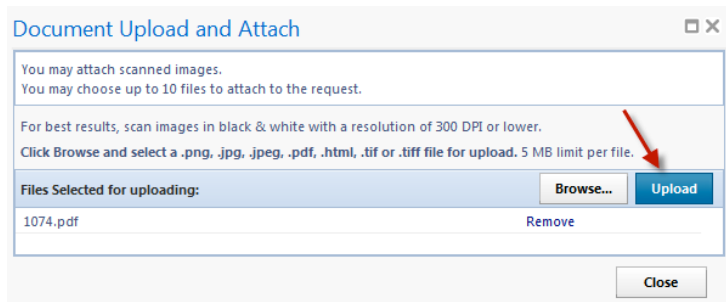 Document Upload and Attach
You may attach scanned images.
You may choose up to 10 files to attach to the request.
For best results, scan images in black & white with a resolution of 300 DPI or lower.
Click Browse and select a .png, .jpg, .jpeg, .pdf, .html, .tif or .tiff file for upload. 5 MB limit per file.
Files Selected for uploading: Browse... Upload
1074.pdf Remove
Close